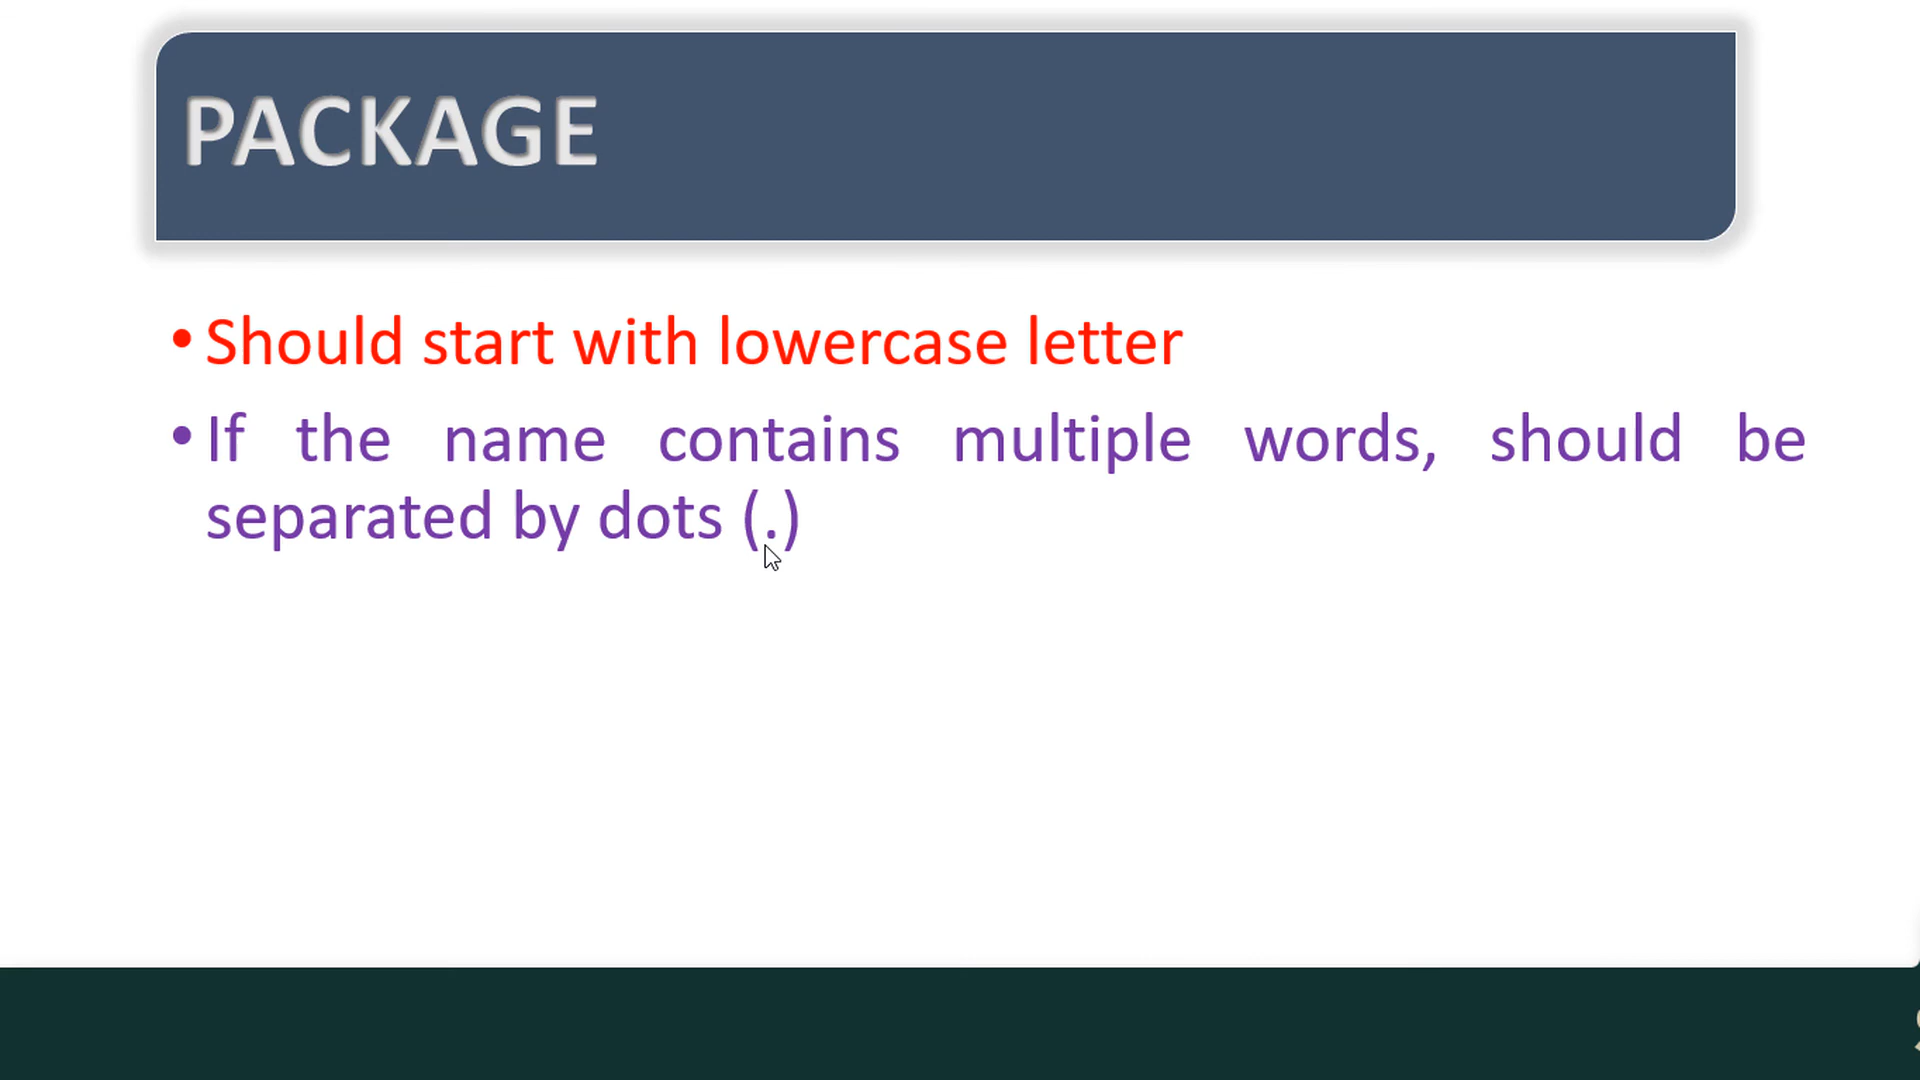 PACKAGE
• Should start with lowercase letter
• If the name contains multiple words, should be
separated by dots (.)